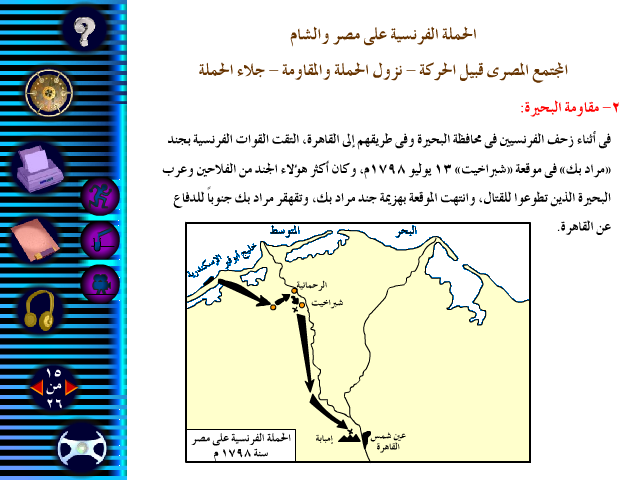 الحملة الفرنسية على مصر والشام
المجتمع المصرى قبيل الحركة – نزول الحملة والمقاومة – جلاء الحملة
٢- مقاومة البحيرة:
فى أثناء زحف الفرنسيين فى محافظة البحيرة وفى طريقهم إلى القاهرة، التقت القوات الفرنسية بجند
«مراد بك» فى موقعة «شبراخيت» ١٣ يوليو ١٧٩٨م، وكان أكثر هؤلاء الجند من الفلاحين وعرب
البحيرة الذين تطوعوا للقتال، وانتهت الموقعة بهزيمة جند مراد بك، وتقهقر مراد بك جنوباً للدفاع
عن القاهرة.
البحر
المتوسط
خليج أبوقير
الإسكندرية
الرحمانية
شبراخيت
عين شمس
إمبابة
القاهرة
الحملة الفرنسية على مصر
سنة ١٧٩٨ م
?
١٥
من
٢٦